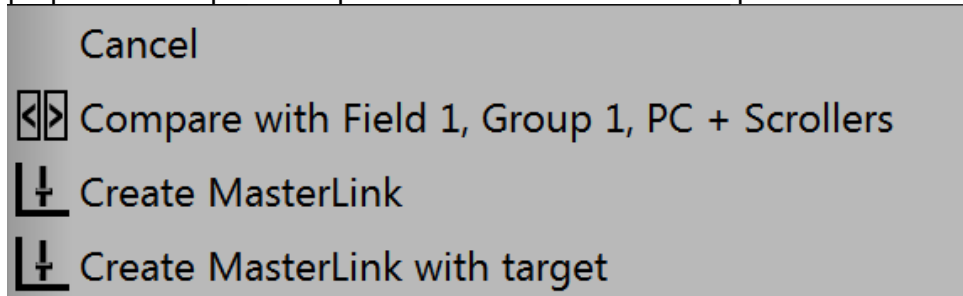 Cancel
Compare with Field 1, Group 1, PC + Scrollers
Create MasterLink
Create MasterLink with target